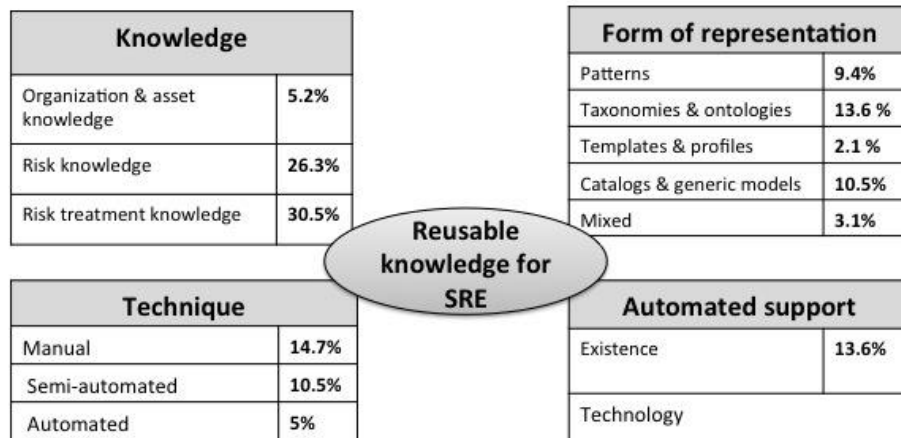 Knowledge
Organization & asset
knowledge
5.2%
Risk knowledge
26.3%
Risk treatment knowledge
30.5%
Form of representation
Patterns
9.4%
Taxonomies & ontologies
13.6 %
Templates & profiles
2.1 %
Catalogs & generic models
10.5%
Mixed
3.1%
Reusable
knowledge for
SRE
Technique
Manual
14.7%
Semi-automated
10.5%
Automated
5%
Automated support
Existence
13.6%
Technology